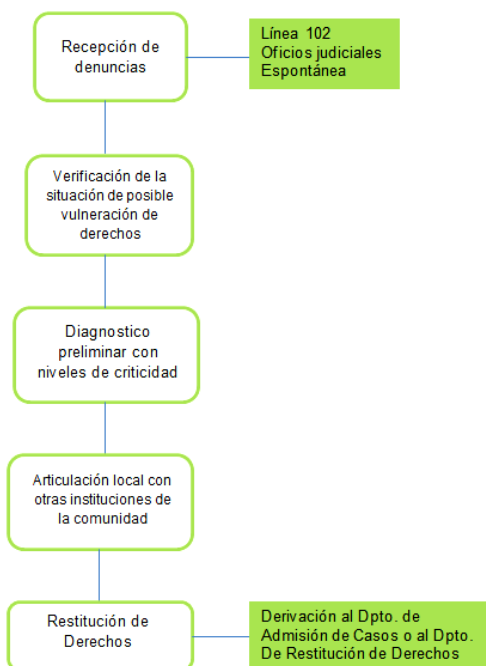 Recepción de
denuncias
Línea 102
Oficios judiciales
Espontánea
Verificación de la
situación de posible
vulneración de
derechos
Diagnostico
preliminar con
niveles de criticidad
Articulación local con
otras instituciones de
la comunidad
Restitución de
Derechos
Derivación al Dpto. de
Admisión de Casos o al Dpto.
De Restitución de Derechos